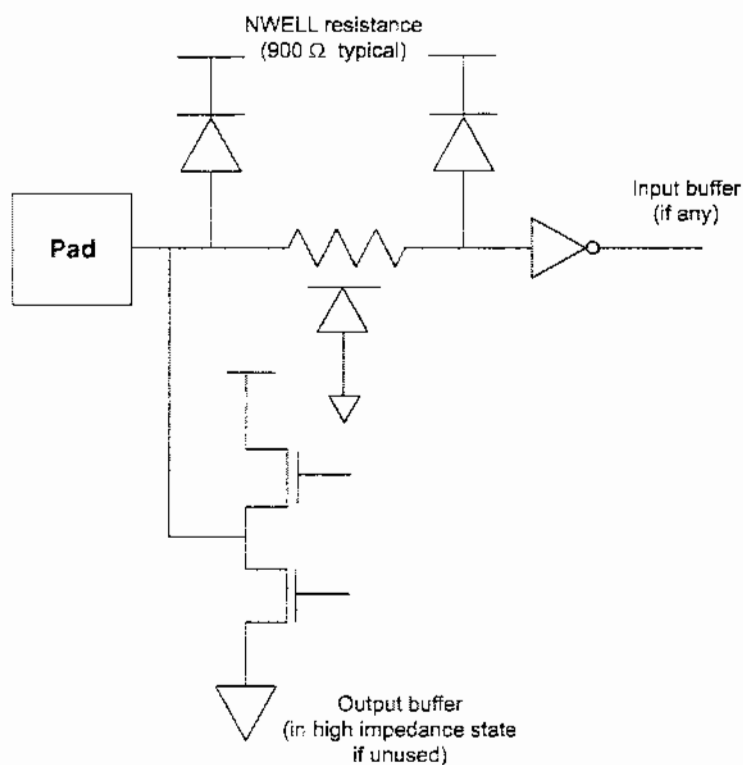 NWELL resistance
(900 Ω typical)
Pad
Input buffer
(if any)
Output buffer
(in high impedance state
if unused)